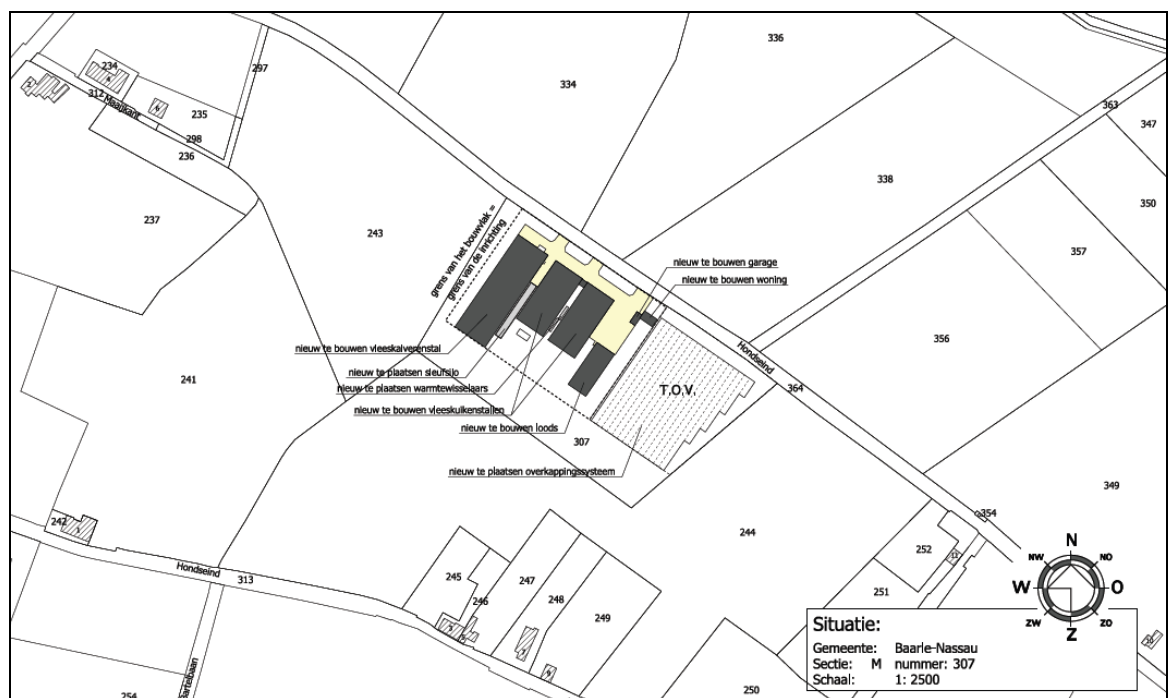 336
297
234
334
363
312
Maaijkant
235
347
298
236
338
350
237
243
grens van het bouwvlak =
grens van de inrichting
357
nieuw te bouwen garage
nieuw te bouwen woning
356
Hondseind
nieuw te bouwen vleeskalverenstal
nieuw te plaatsen sleufsilo
241
nieuw te plaatsen warmtewisselaars
T.O.V.
364
nieuw te bouwen vleeskuikenstallen
nieuw te bouwen loods
307
nieuw te plaatsen overkappingssysteem
349
354
242
244
252
N
NW
NO
Hondseind
313
245
247
W
O
246
248
251
249
ZW
ZO
Z
Situatie:
Gemeente: Baarle-Nassau
Sectie: M nummer: 307
Schaal: 1: 2500
254
250